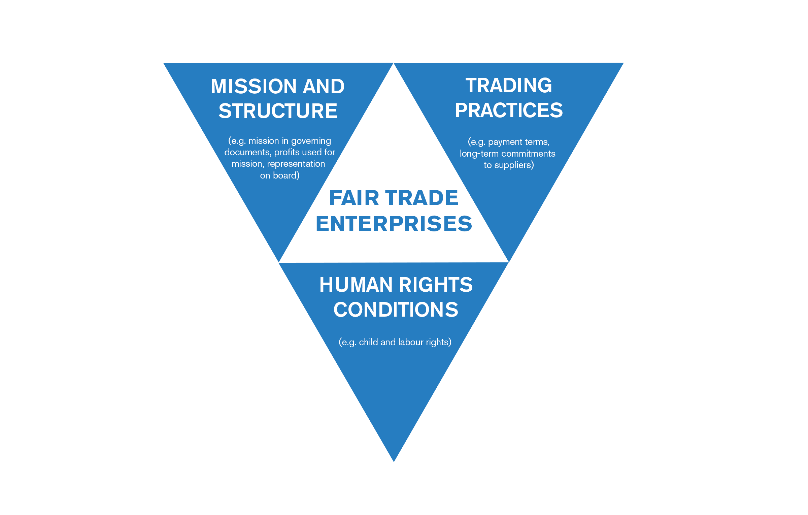 MISSION AND
STRUCTURE
(e.g. mission in governing
documents, profits used for
mission, representation
on board)
TRADING
PRACTICES
(e.g. payment terms,
long-term commitments
to suppliers)
FAIR TRADE
ENTERPRISES
HUMAN RIGHTS
CONDITIONS
(e.g. child and labour rights)